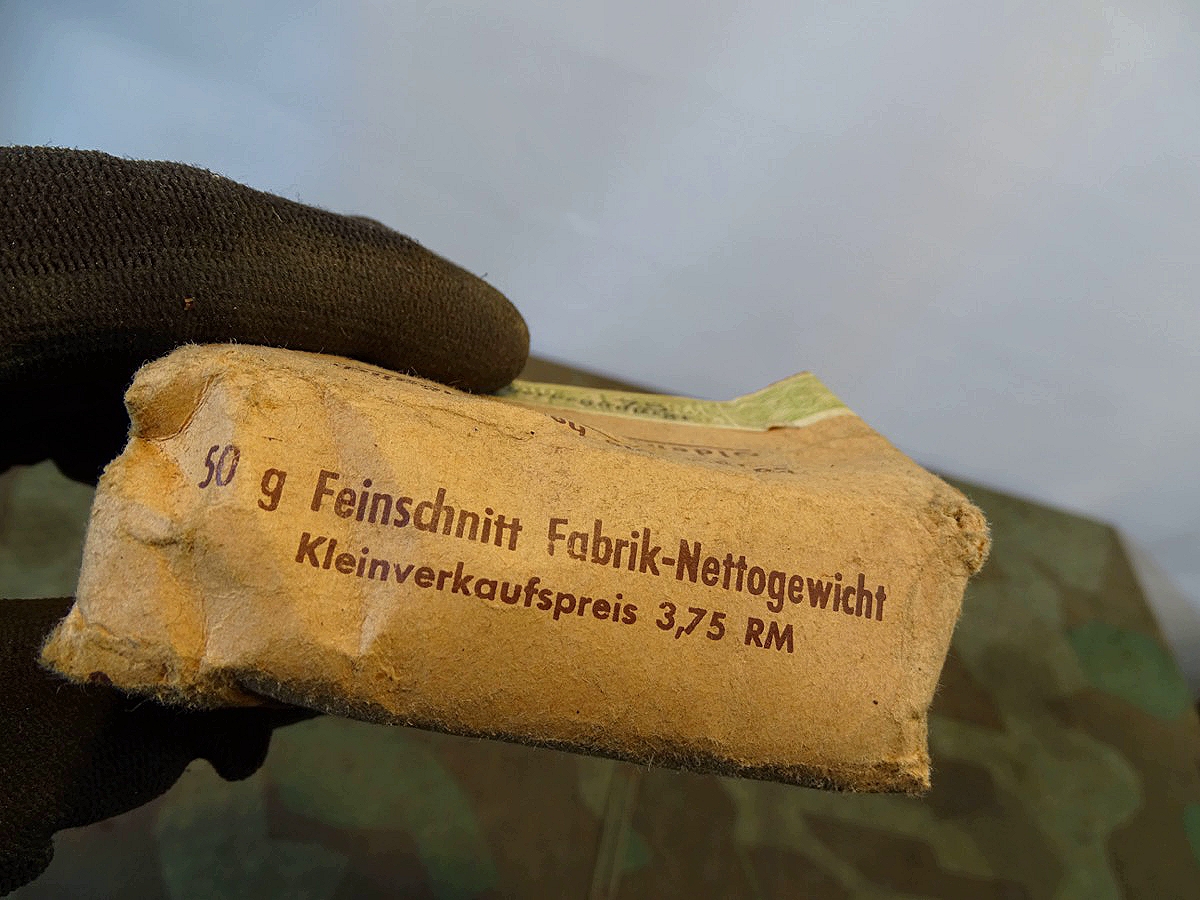 50 g Feinschnitt Fabrik-Nettogewicht
Kleinverkaufspreis 3,75 RM